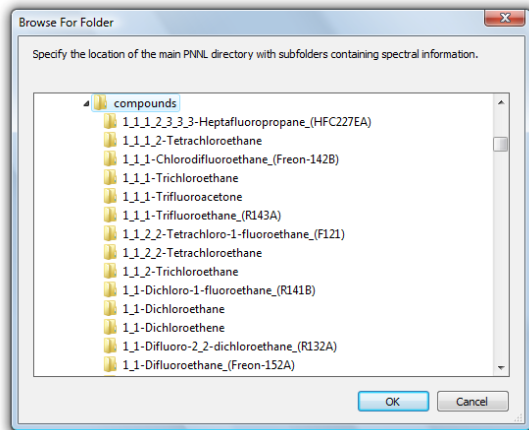 Browse For Folder
Specify the location of the main PNNL directory with subfolders containing spectral information.
compounds
1_1_1_2_3_3_3-Heptafluoropropane_(HFC227EA)
1_1_1_2-Tetrachloroethane
1_1_1-Chlorodifluoroethane_(Freon-142B)
1_1_1-Trichloroethane
1_1_1-Trifluoroacetone
1_1_1-Trifluoroethane_(R143A)
1_1_2_2-Tetrachloro-1-fluoroethane_(F121)
1_1_2_2-Tetrachloroethane
1_1_2-Trichloroethane
1_1-Dichloro-1-fluoroethane_(R141B)
1_1-Dichloroethane
1_1-Dichloroethene
1_1-Difluoro-2_2-dichloroethane_(R132A)
1_1-Difluoroethane_(Freon-152A)
OK Cancel